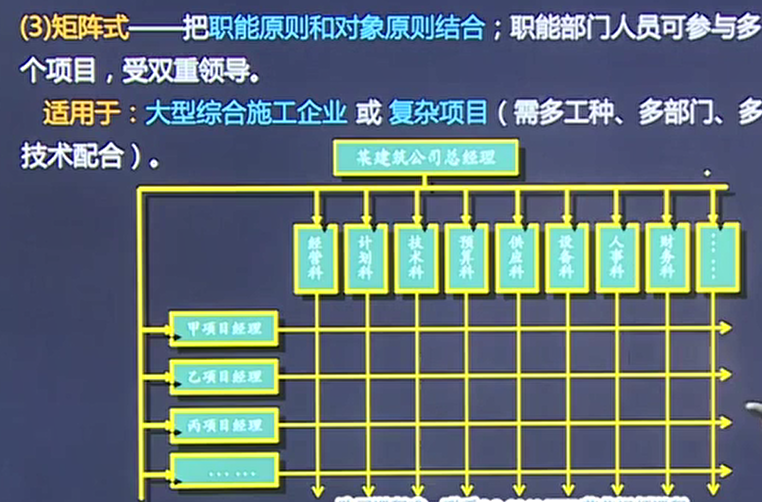 (3)矩阵式——把职能原则和对象原则结合；职能部门人员可参与多
个项目，受双重领导。
适用于：大型综合施工企业 或 复杂项目（需多工种、多部门、多
技术配合）。
某建筑公司总经理
经营科
计划科
技术科
预算科
供应科
设备科
人事科
财务科
……
甲项目经理
乙项目经理
丙项目经理
……